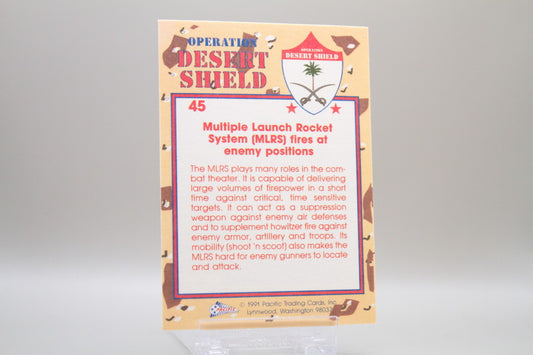 OPERATION
DESERT
SHIELD
OPERATION
DESERT SHIELD
45
Multiple Launch Rocket
System (MLRS) fires at
enemy positions
The MLRS plays many roles in the com-
bat theater. It is capable of delivering
large volumes of firepower in a short
time against critical, time sensitive
targets. It can act as a suppression
weapon against enemy air defenses
and to supplement howitzer fire against
enemy armor, artillery and troops. Its
mobility (shoot 'n scoot) also makes the
MLRS hard for enemy gunners to locate
and attack.
© 1991 Pacific Trading Cards, Inc.
Lynnwood, Washington 98037